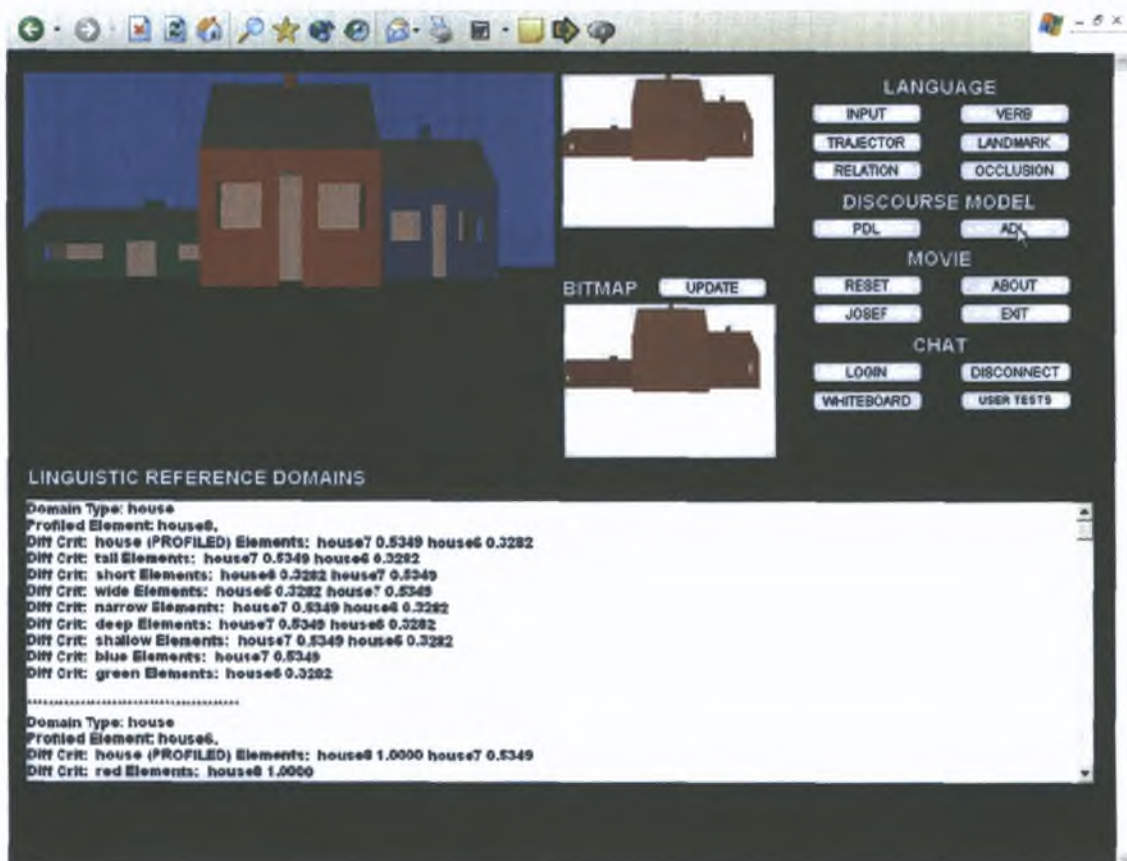 LANGUAGE
INPUT VERB
TRAJECTOR LANDMARK
RELATION OCCLUSION
DISCOURSE MODEL
PDL ADL
MOVIE
BITMAP UPDATE
RESET ABOUT
JOSEF EXIT
CHAT
LOGIN DISCONNECT
WHITEBOARD USER TESTS
LINGUISTIC REFERENCE DOMAINS
Domain Type: house
Profiled Element: house8,
Diff Crit: house (PROFILED) Elements: house7 0.5349 house6 0.3282
Diff Crit: tall Elements: house7 0.5349 house6 0.3282
Diff Crit: short Elements: house6 0.3282 house7 0.5349
Diff Crit: wide Elements: house6 0.3282 house7 0.5349
Diff Crit: narrow Elements: house7 0.5349 house6 0.3282
Diff Crit: deep Elements: house7 0.5349 house6 0.3282
Diff Crit: shallow Elements: house7 0.5349 house6 0.3282
Diff Crit: blue Elements: house7 0.5349
Diff Crit: green Elements: house6 0.3282
****************************************
Domain Type: house
Profiled Element: house6,
Diff Crit: house (PROFILED) Elements: house8 1.0000 house7 0.5349
Diff Crit: red Elements: house8 1.0000